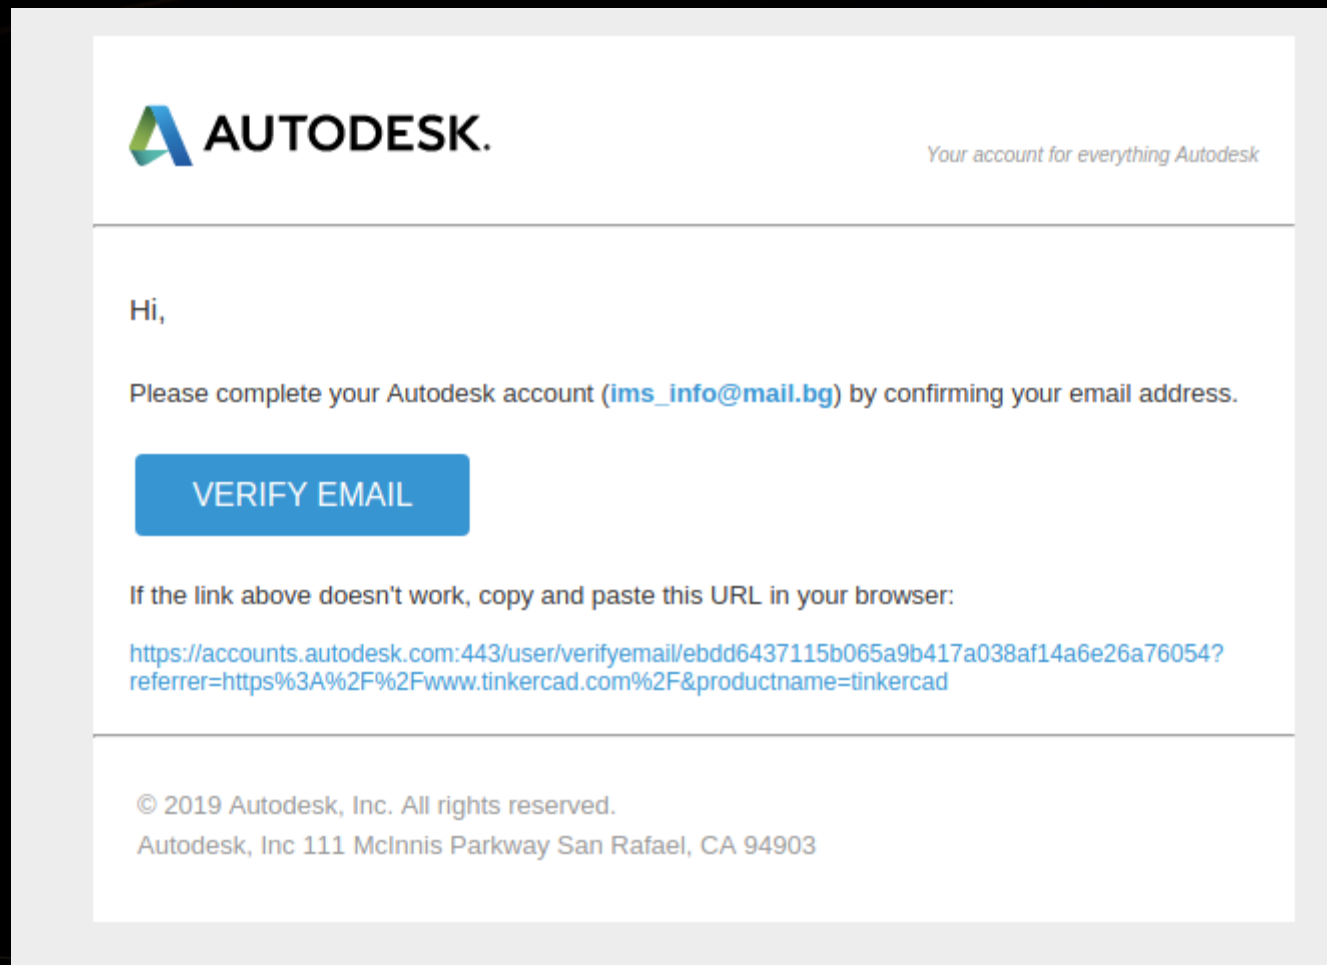 AUTODESK.
Your account for everything Autodesk
Hi,
Please complete your Autodesk account (ims_info@mail.bg) by confirming your email address.
VERIFY EMAIL
If the link above doesn't work, copy and paste this URL in your browser:
https://accounts.autodesk.com:443/user/verifyemail/ebdd6437115b065a9b417a038af14a6e26a76054?
referrer=https%3A%2F%2Fwww.tinkercad.com%2F&productname=tinkercad
© 2019 Autodesk, Inc. All rights reserved.
Autodesk, Inc 111 McInnis Parkway San Rafael, CA 94903